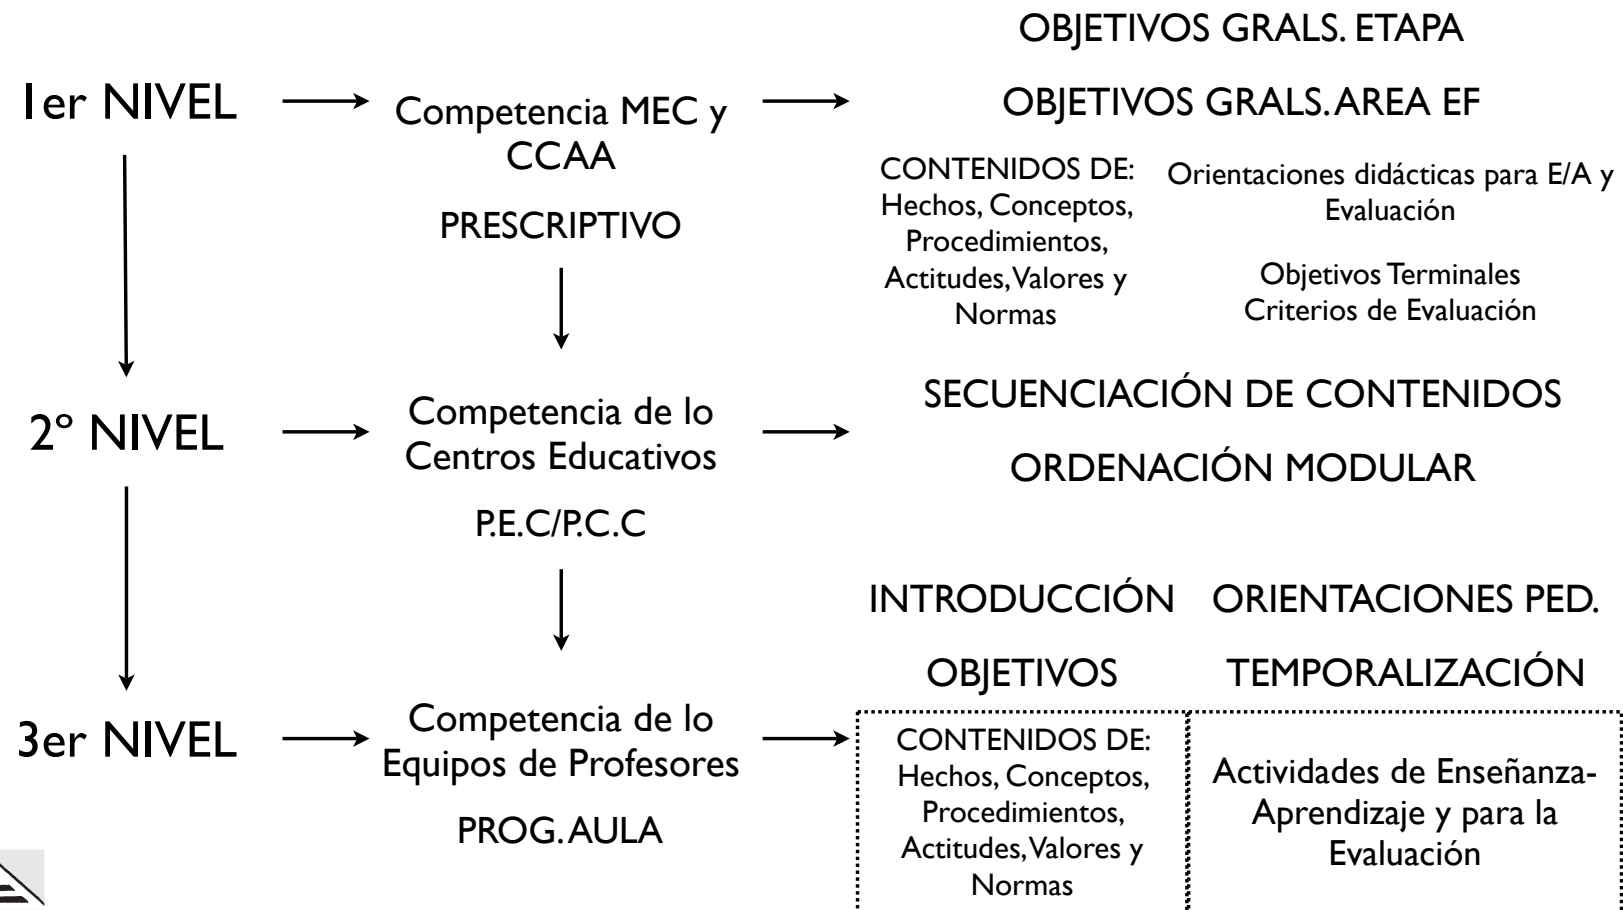 1er NIVEL
Competencia MEC y
CCAA
PRESCRIPTIVO
OBJETIVOS GRALS. ETAPA
OBJETIVOS GRALS. AREA EF
CONTENIDOS DE:
Hechos, Conceptos,
Procedimientos,
Actitudes, Valores y
Normas
Orientaciones didácticas para E/A y
Evaluación
Objetivos Terminales
Criterios de Evaluación
2º NIVEL
Competencia de lo
Centros Educativos
P.E.C/P.C.C
SECUENCIACIÓN DE CONTENIDOS
ORDENACIÓN MODULAR
3er NIVEL
Competencia de lo
Equipos de Profesores
PROG. AULA
INTRODUCCIÓN
ORIENTACIONES PED.
OBJETIVOS
TEMPORALIZACIÓN
CONTENIDOS DE:
Hechos, Conceptos,
Procedimientos,
Actitudes, Valores y
Normas
Actividades de Enseñanza-
Aprendizaje y para la
Evaluación